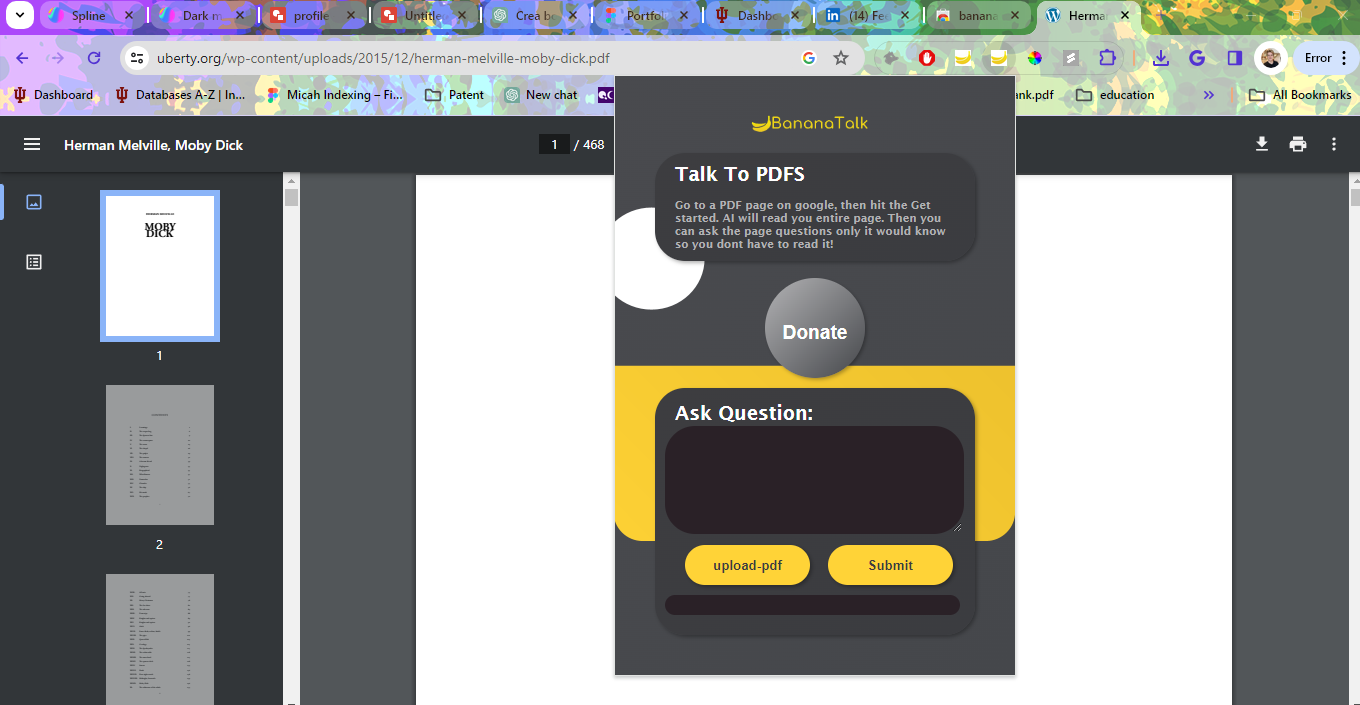 Spline
Dark m
profile
Untitle
Crea be
Portfoli
Dashbo
(14) Fee
banana
Herma
uberty.org/wp-content/uploads/2015/12/herman-melville-moby-dick.pdf
Error
Dashboard
Databases A-Z | In...
Micah Indexing – Fi...
Patent
New chat
ank.pdf
education
All Bookmarks
Herman Melville, Moby Dick
1 / 468
MOBY
DICK
1
2
BananaTalk
Talk To PDFS
Go to a PDF page on google, then hit the Get
started. AI will read you entire page. Then you
can ask the page questions only it would know
so you dont have to read it!
Donate
Ask Question:
upload-pdf
Submit